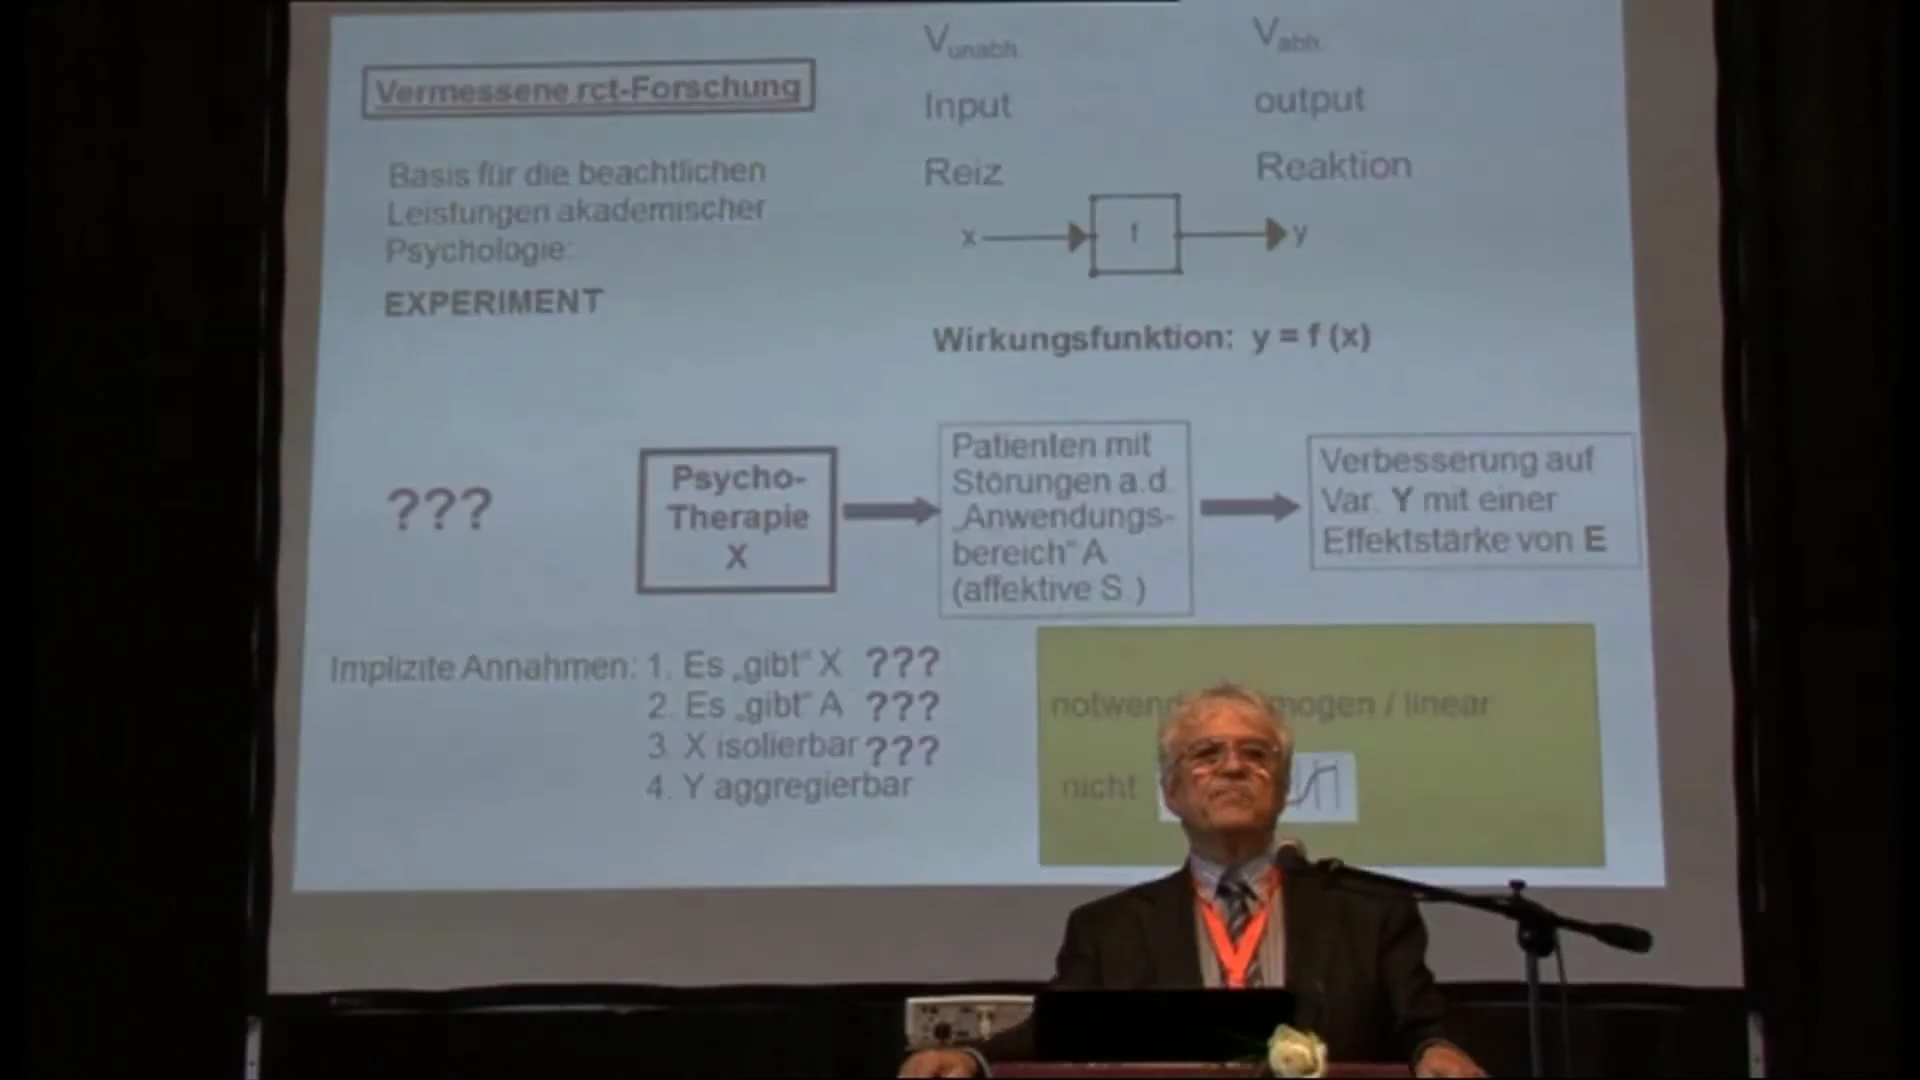 Vermessene rct-Forschung
Basis für die beachtlichen
Leistungen akademischer
Psychologie:
EXPERIMENT
V unabh. V abh.
Input output
Reiz Reaktion
x f y
Wirkungsfunktion: y = f (x)
???
Psycho-
Therapie
X
Patienten mit
Störungen a.d.
„Anwendungs-
bereich“ A
(affektive S.)
Verbesserung auf
Var. Y mit einer
Effektstärke von E
Implizite Annahmen: 1. Es „gibt“ X ???
2. Es „gibt“ A ???
3. X isolierbar ???
4. Y aggregierbar
/ linear
nicht